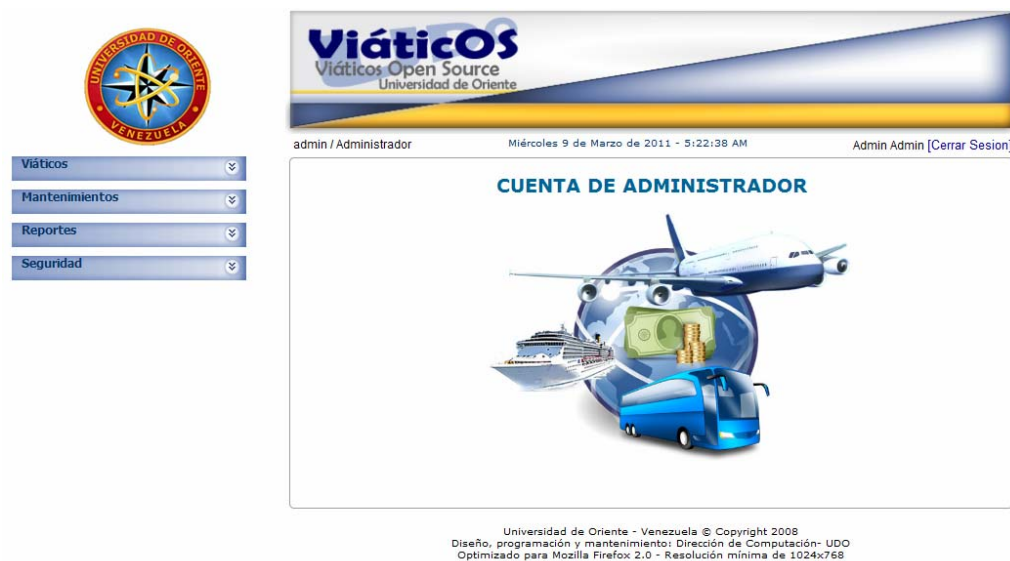 UNIVERSIDAD DE ORIENTE
VENEZUELA
ViáticOS
Viáticos Open Source
Universidad de Oriente
admin / Administrador
Miércoles 9 de Marzo de 2011 - 5:22:38 AM
Admin Admin [Cerrar Sesion]
Viáticos
Mantenimientos
Reportes
Seguridad
CUENTA DE ADMINISTRADOR
Universidad de Oriente - Venezuela © Copyright 2008
Diseño, programación y mantenimiento: Dirección de Computación- UDO
Optimizado para Mozilla Firefox 2.0 - Resolución mínima de 1024x768